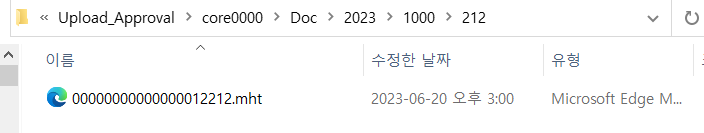 « Upload_Approval > core0000 > Doc > 2023 > 1000 > 212
이름 수정한 날짜 유형
00000000000000012212.mht 2023-06-20 오후 3:00 Microsoft Edge M...